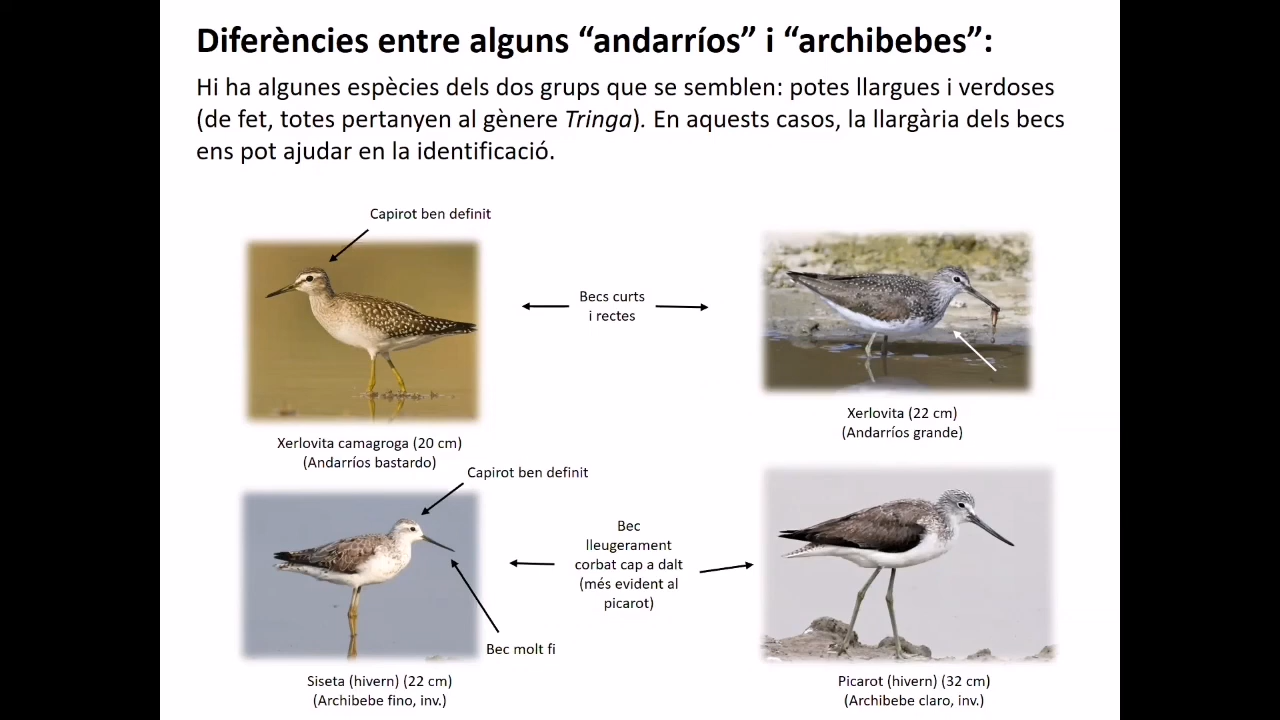 Diferències entre alguns “andarríos” i “archibebes”:
Hi ha algunes espècies dels dos grups que se semblen: potes llargues i verdoses
(de fet, totes pertanyen al gènere Tringa). En aquests casos, la llargària dels becs
ens pot ajudar en la identificació.
Capirot ben definit
Becs curts
i rectes
Xerlovita camagroga (20 cm)
(Andarríos bastardo)
Xerlovita (22 cm)
(Andarríos grande)
Capirot ben definit
Bec
lleugerament
corbat cap a dalt
(més evident al
picarot)
Bec molt fi
Siseta (hivern) (22 cm)
(Archibebe fino, inv.)
Picarot (hivern) (32 cm)
(Archibebe claro, inv.)